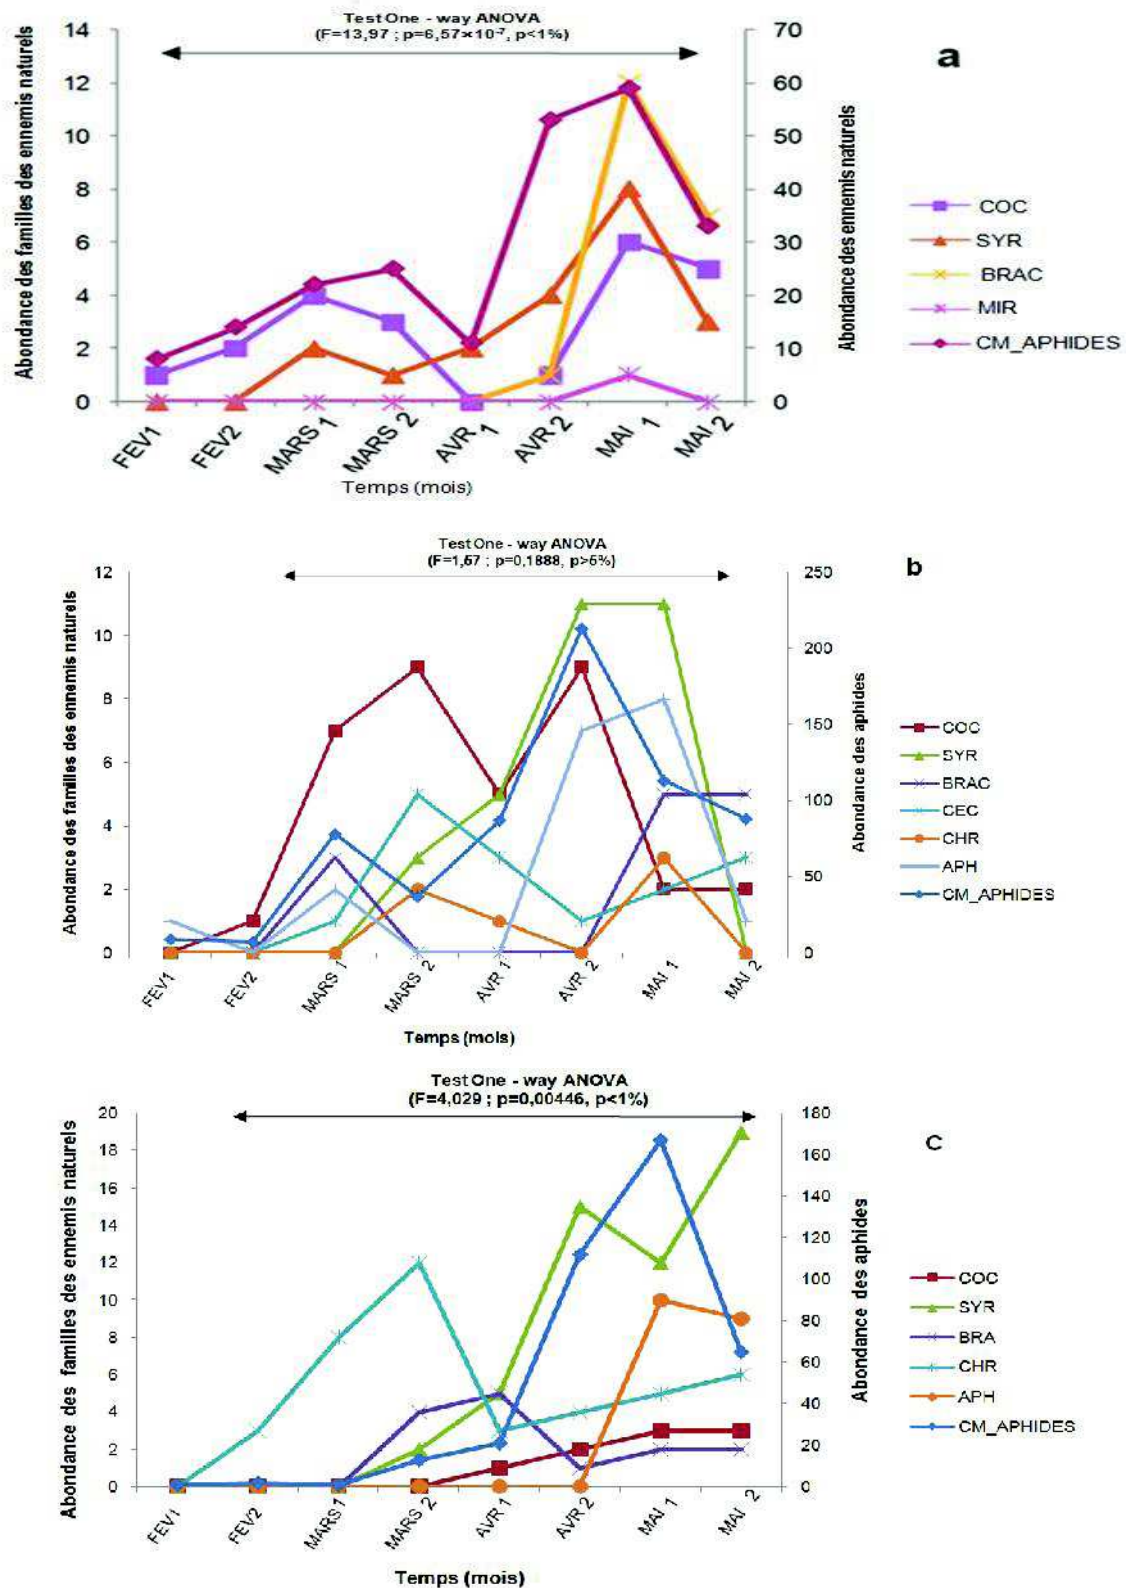 Test One - way ANOVA
(F=13,97 ; p=6,57×10-7, p<1%)
a
Abondance des familles des ennemis naturels
14
12
10
8
6
4
2
0
70
60
50
40
30
20
10
0
Abondance des ennemis naturels
FEV1
FEV2
MARS 1
MARS 2
AVR 1
AVR 2
MAI 1
MAI 2
Temps (mois)
COC
SYR
BRAC
MIR
CM_APHIDES
Test One - way ANOVA
(F=1,57 ; p=0,1888, p>5%)
b
Abondance des familles des ennemis naturels
12
10
8
6
4
2
0
250
200
150
100
50
0
Abondance des aphides
FEV1
FEV2
MARS 1
MARS 2
AVR 1
AVR 2
MAI 1
MAI 2
Temps (mois)
COC
SYR
BRAC
CEC
CHR
APH
CM_APHIDES
Test One - way ANOVA
(F=4,029 ; p=0,00446, p<1%)
c
Abondance des familles des ennemis naturels
20
18
16
14
12
10
8
6
4
2
0
180
160
140
120
100
80
60
40
20
0
Abondance des aphides
FEV1
FEV2
MARS 1
MARS 2
AVR 1
AVR 2
MAI 1
MAI 2
Temps (mois)
COC
SYR
BRA
CHR
APH
CM_APHIDES